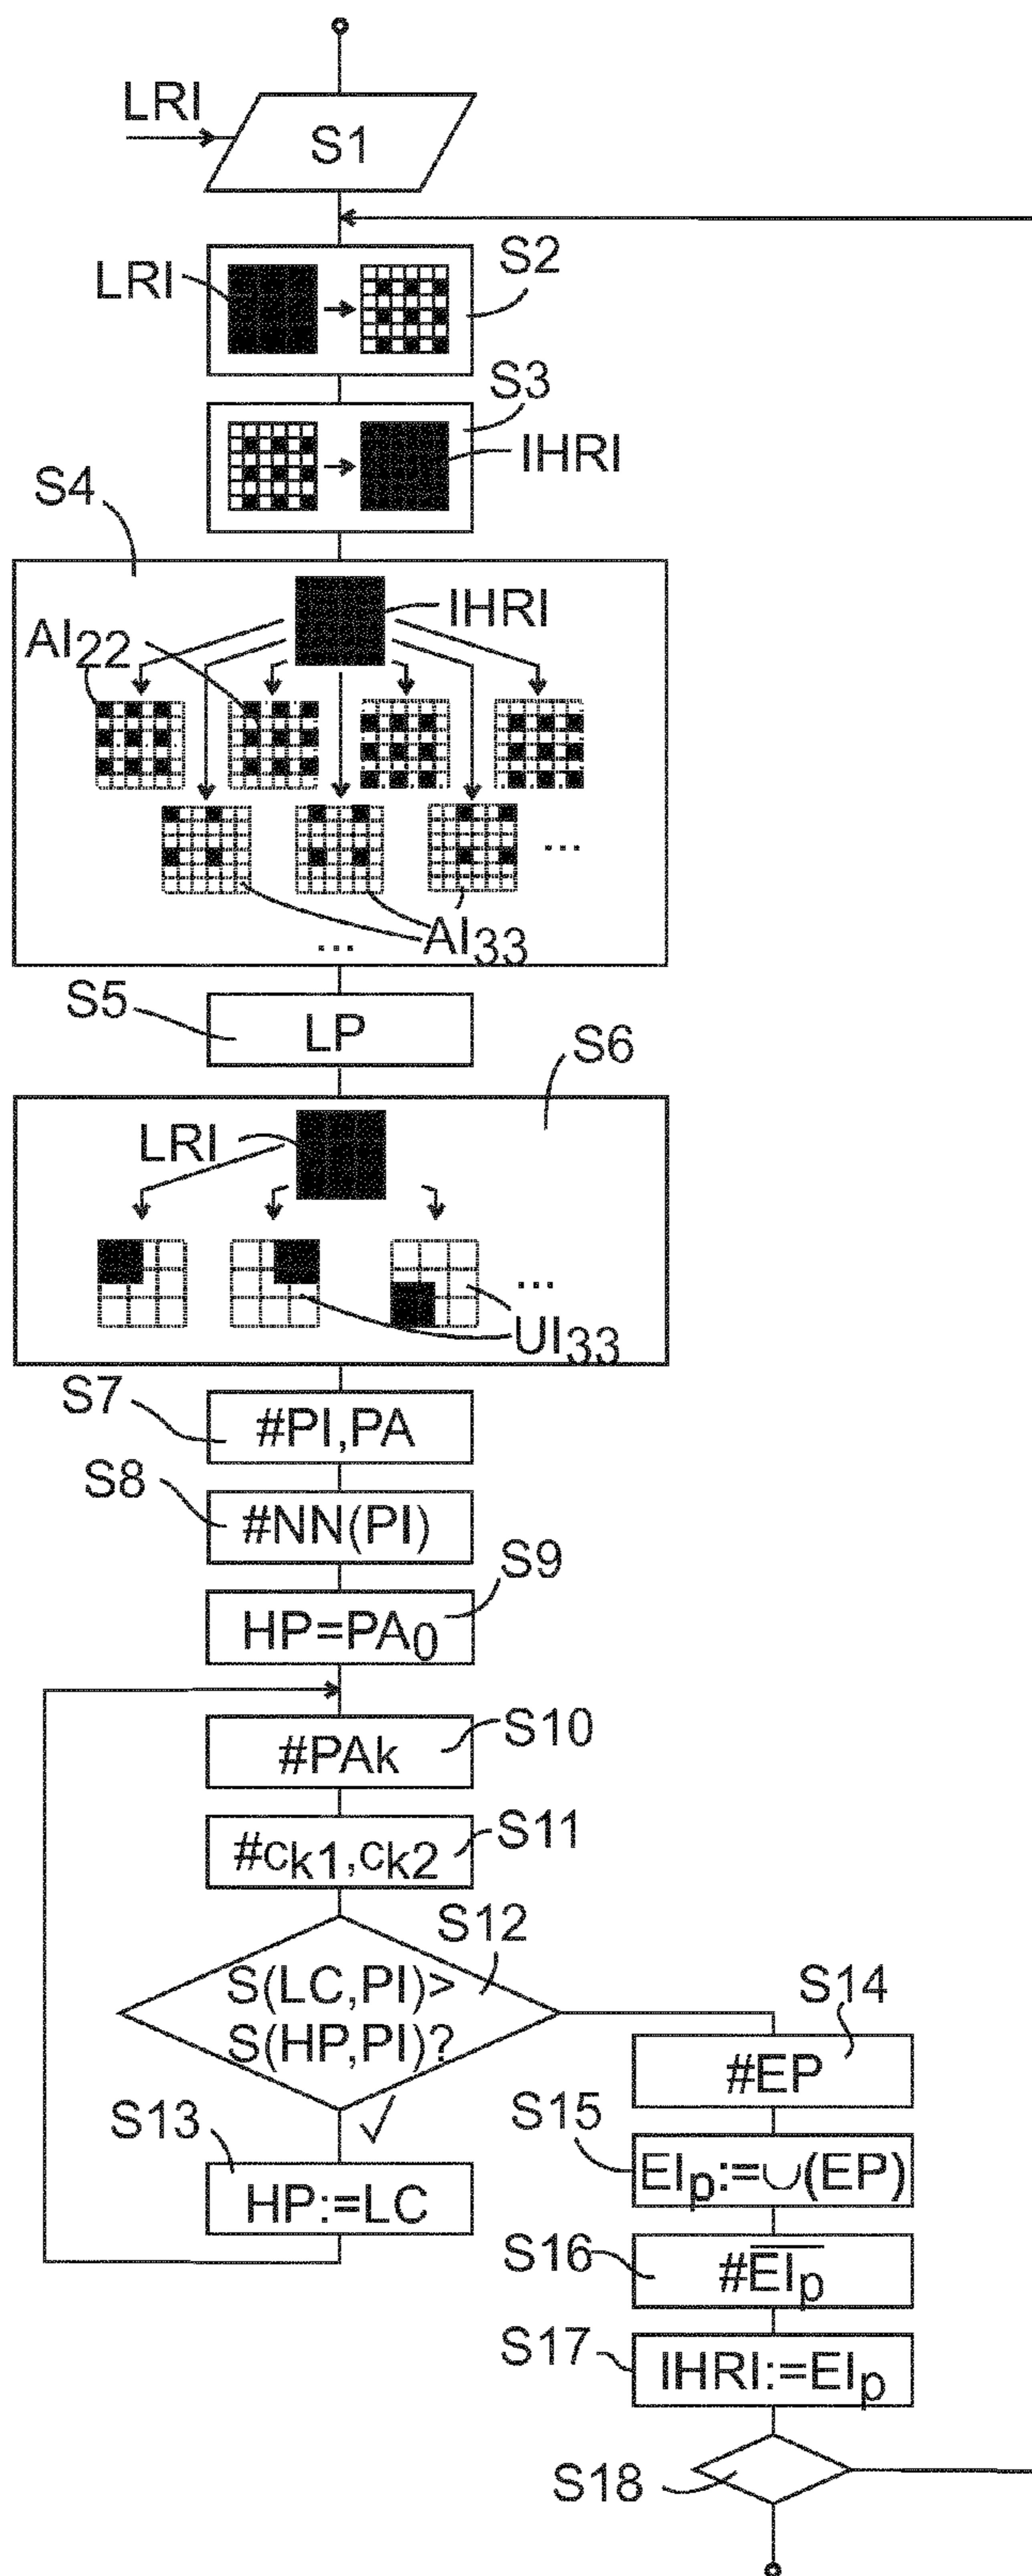 LRI
S1
S2
LRI
S3
IHRI
S4
IHRI
AI22
...
AI33
...
S5
LP
S6
LRI
...
UI33
S7
#PI,PA
S8
#NN(PI)
S9
HP=PA0
S10
#PAk
S11
#ck1,ck2
S12
S(LC,PI)>
S(HP,PI)?
S14
#EP
S13
✓
S15
HP:=LC
EIp:=∪(EP)
S16
#E̅I̅p̅
S17
IHRI:=EIp
S18